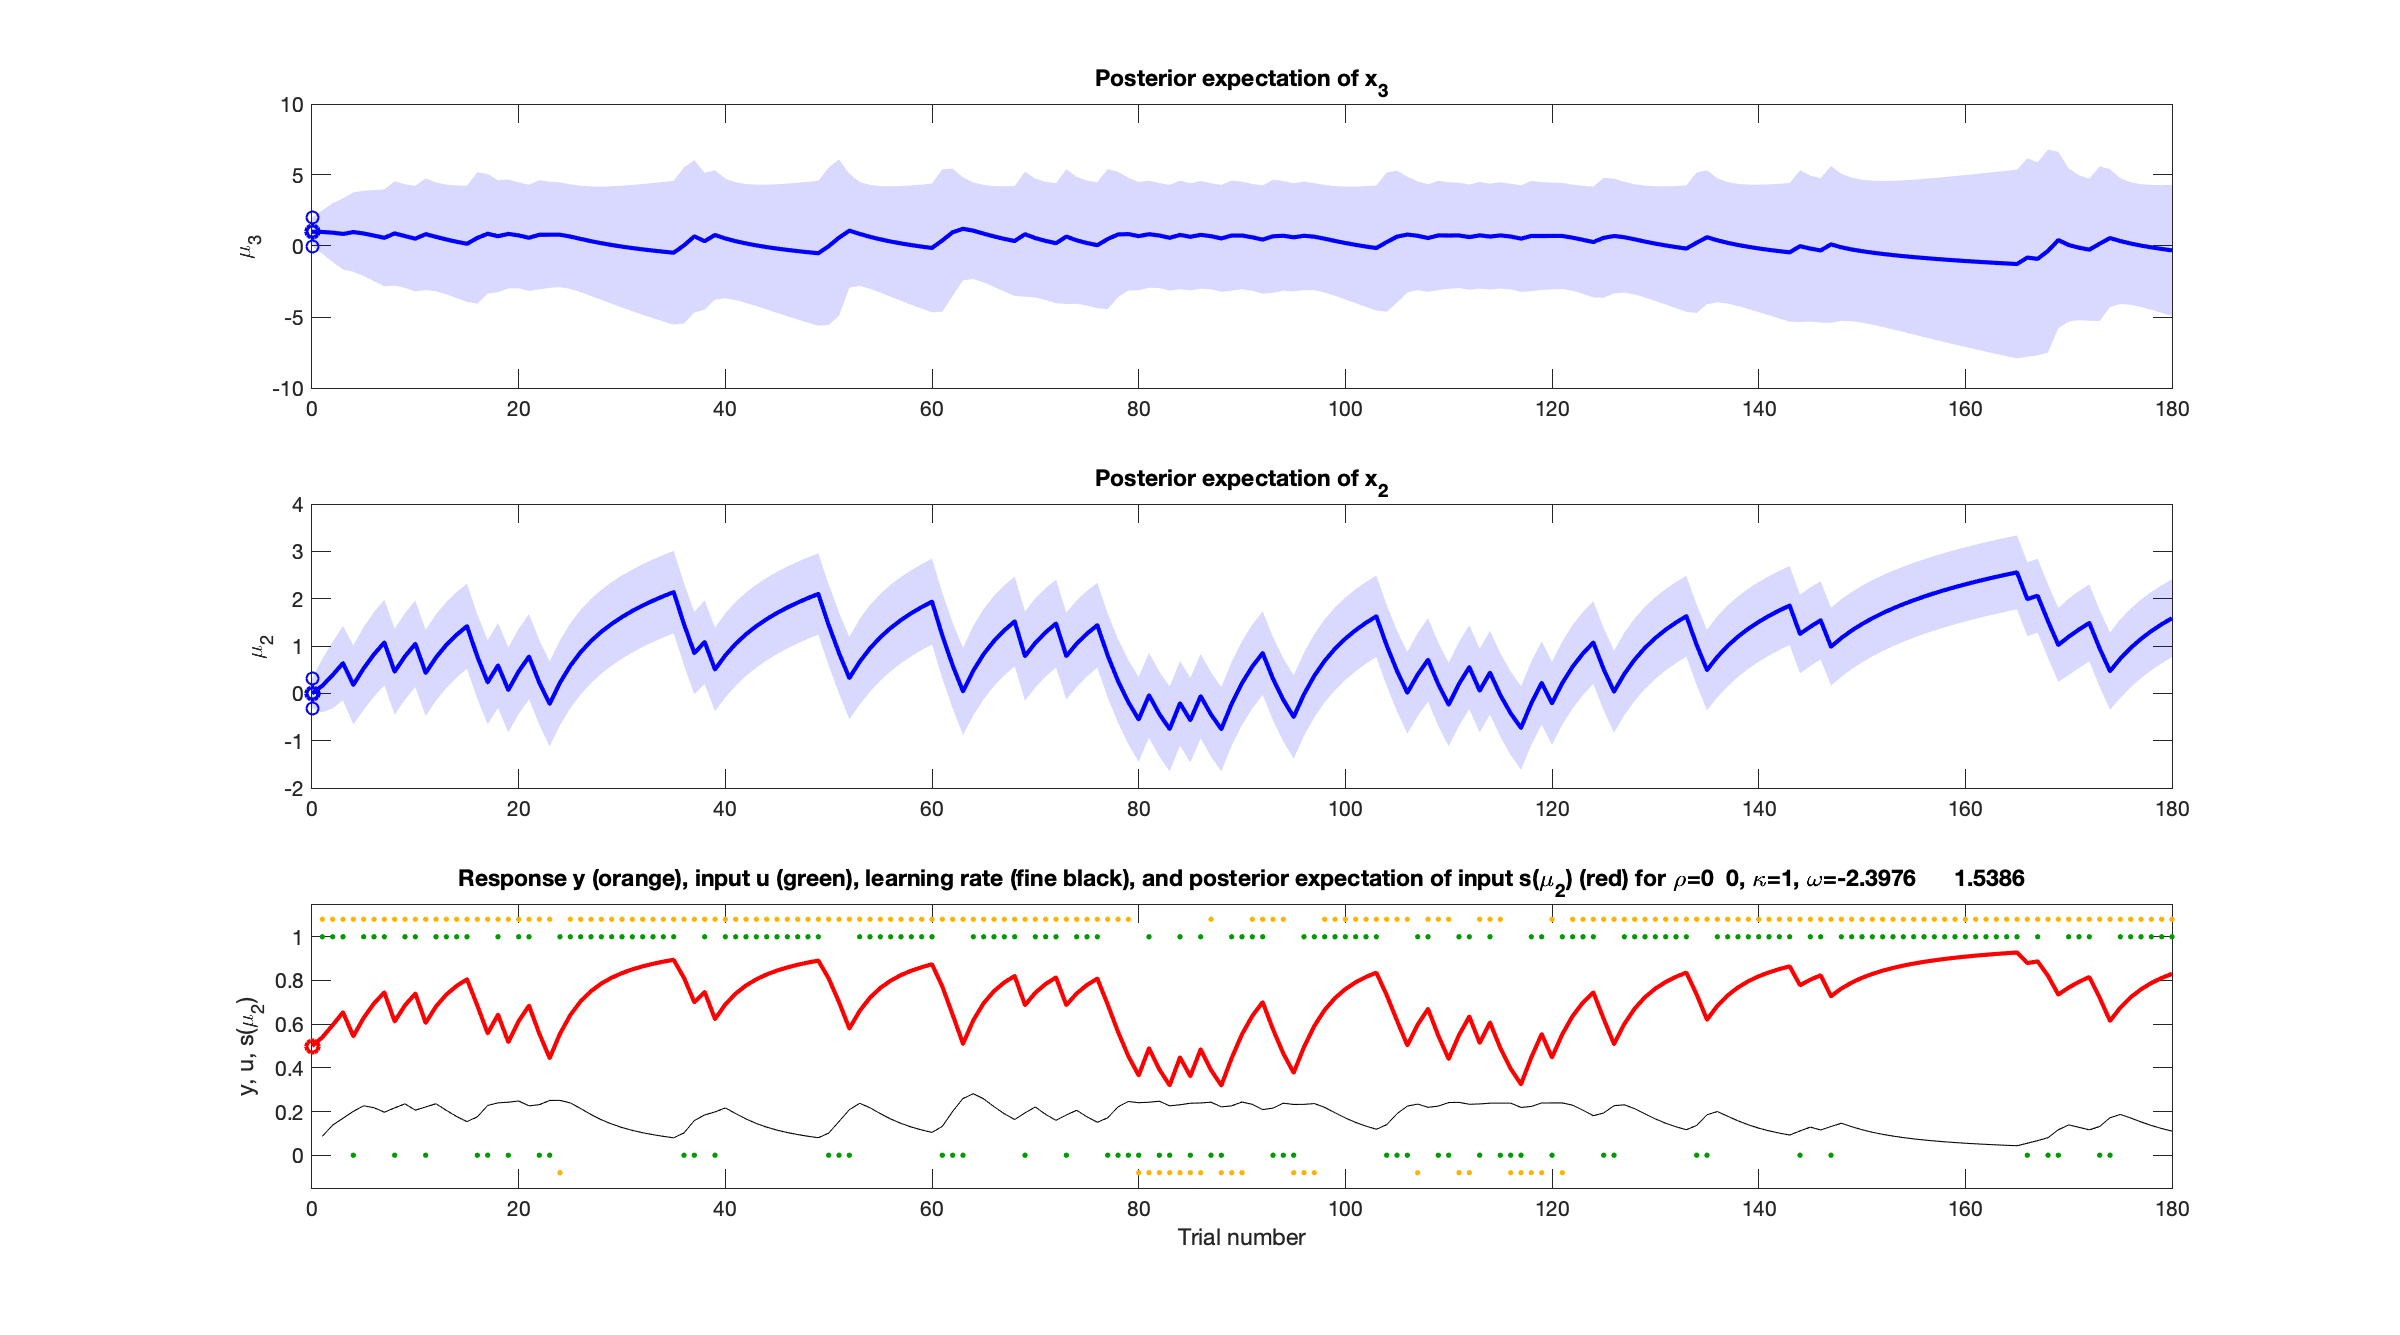 Posterior expectation of x3
10
5
0
-5
-10
μ3
0 20 40 60 80 100 120 140 160 180
Posterior expectation of x2
4
3
2
1
0
-1
-2
μ2
0 20 40 60 80 100 120 140 160 180
Response y (orange), input u (green), learning rate (fine black), and posterior expectation of input s(μ2) (red) for ρ=0 0, κ=1, ω=-2.3976 1.5386
1
0.8
0.6
0.4
0.2
0
y, u, s(μ2)
0 20 40 60 80 100 120 140 160 180
Trial number